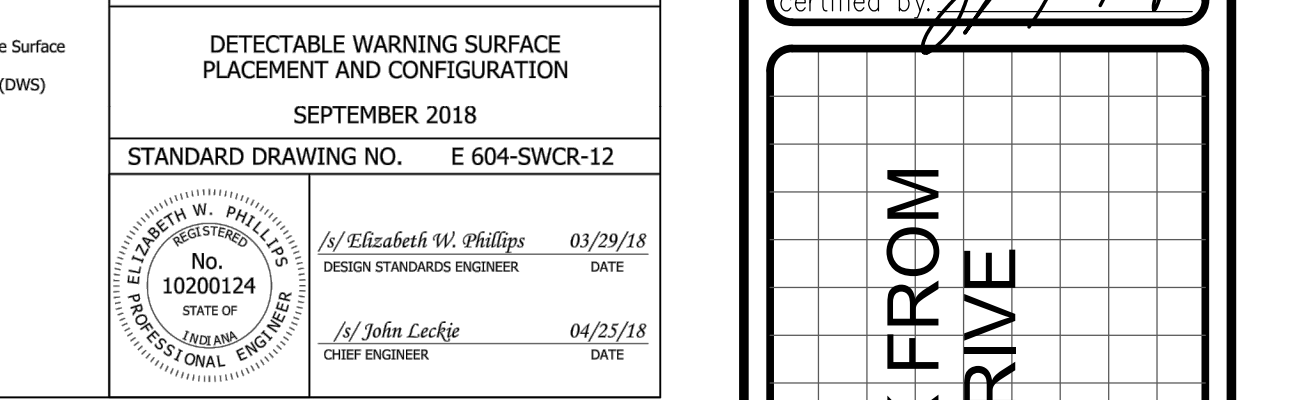 e Surface
(DWS)
DETECTABLE WARNING SURFACE
PLACEMENT AND CONFIGURATION
SEPTEMBER 2018
STANDARD DRAWING NO. E 604-SWCR-12
ELIZABETH W. PHILLIPS
REGISTERED
No.
10200124
STATE OF
INDIANA
PROFESSIONAL ENGINEER
/s/ Elizabeth W. Phillips 03/29/18
DESIGN STANDARDS ENGINEER DATE
/s/ John Leckie 04/25/18
CHIEF ENGINEER DATE
certified by:
FROM
RIVE